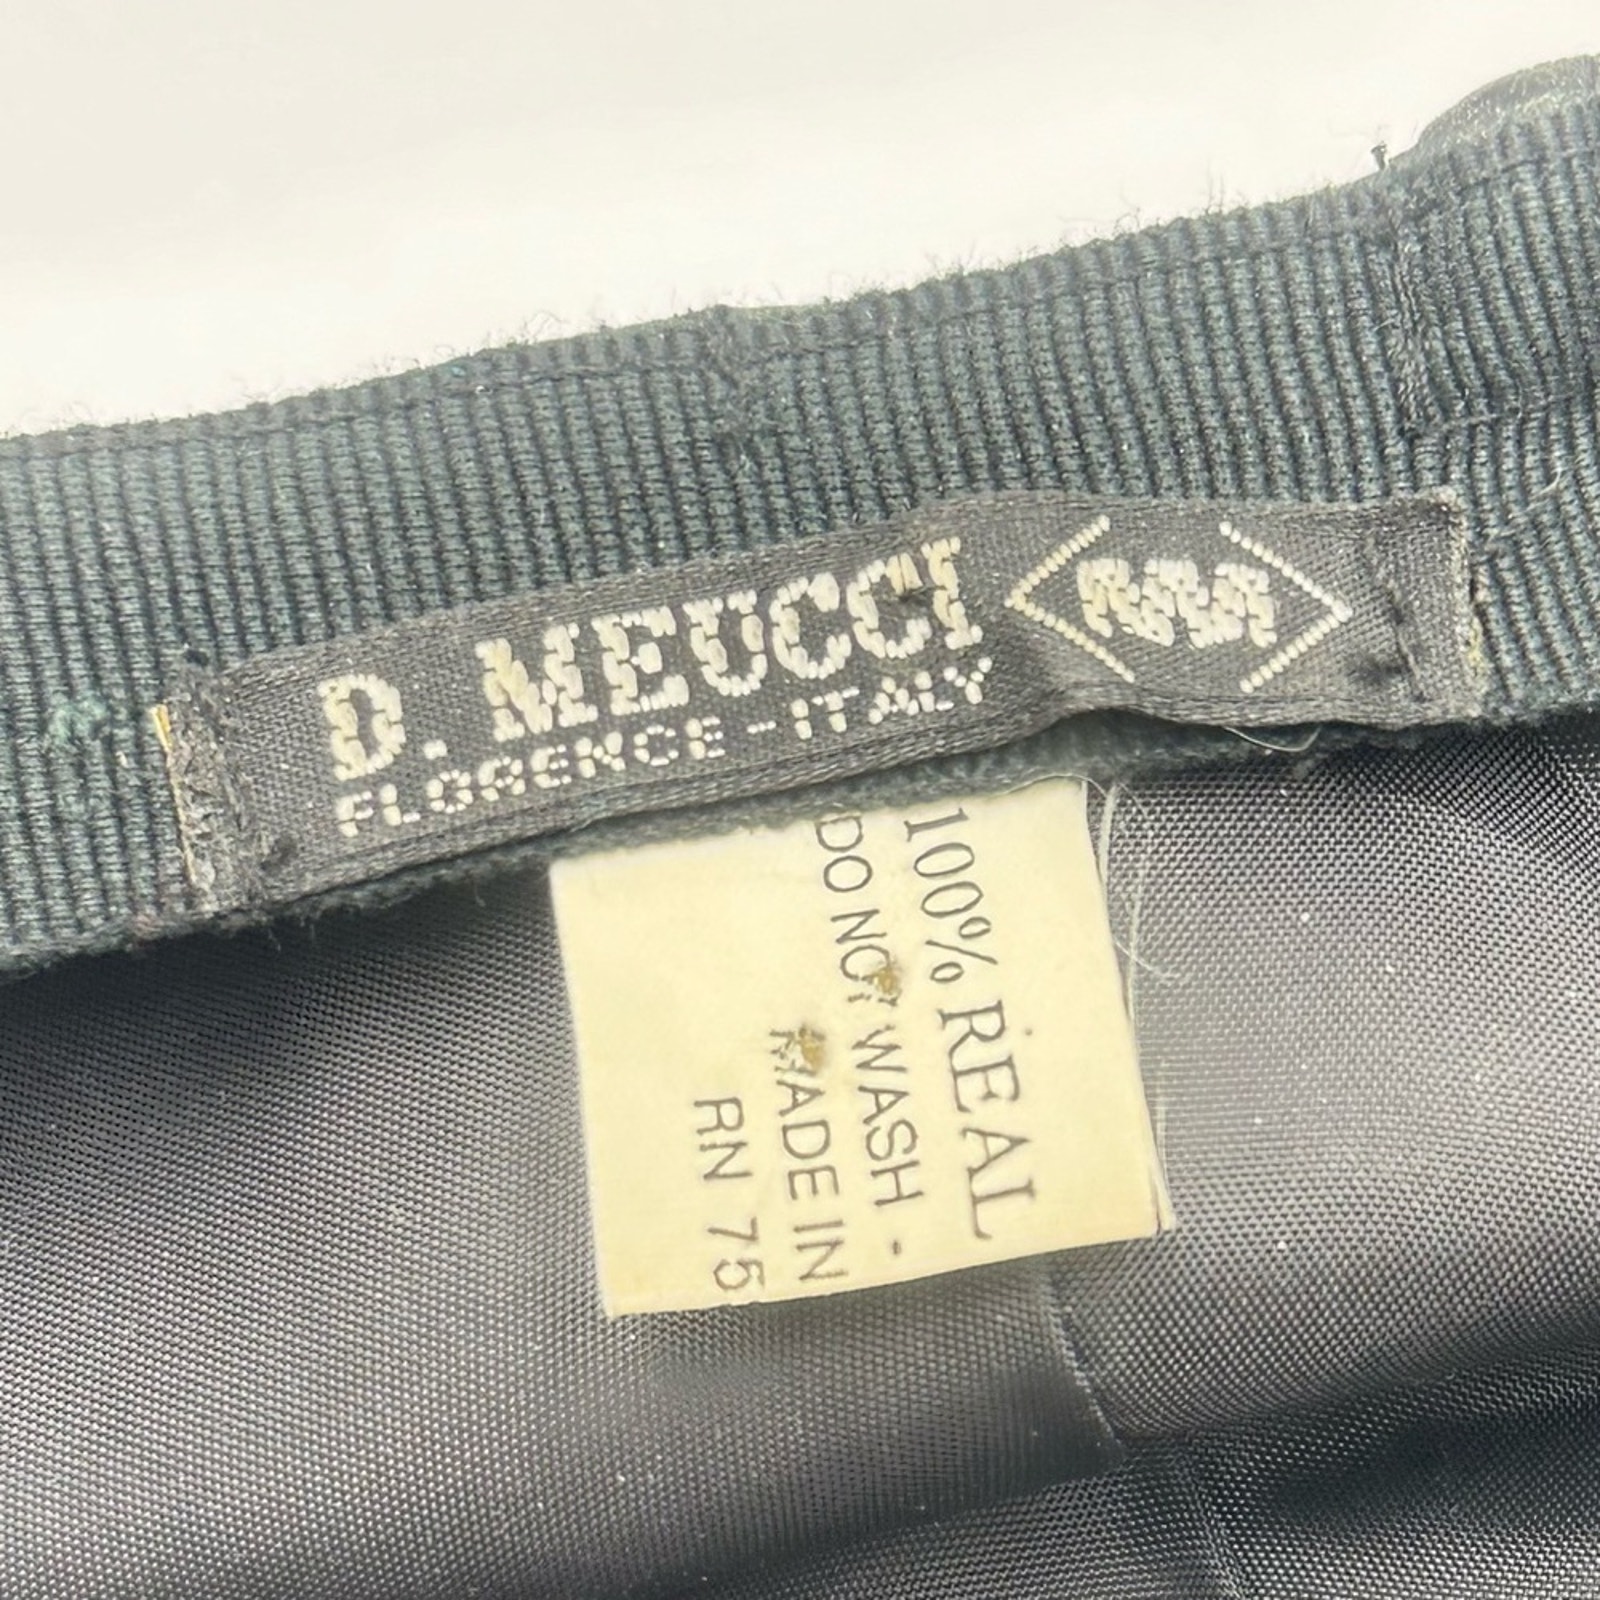 D. MEUCCI
FLORENCE-ITALY
100% REAL
DO NOT WASH -
MADE IN
RN 75